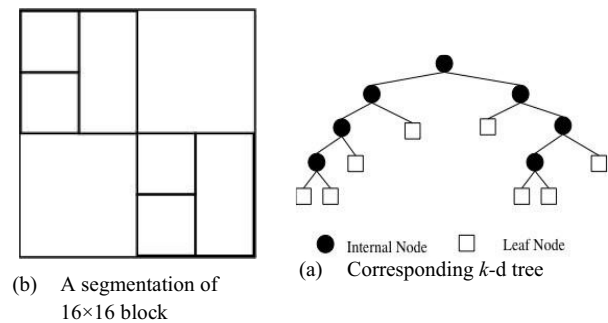 Internal Node
Leaf Node
(a) Corresponding k-d tree
(b) A segmentation of
16×16 block